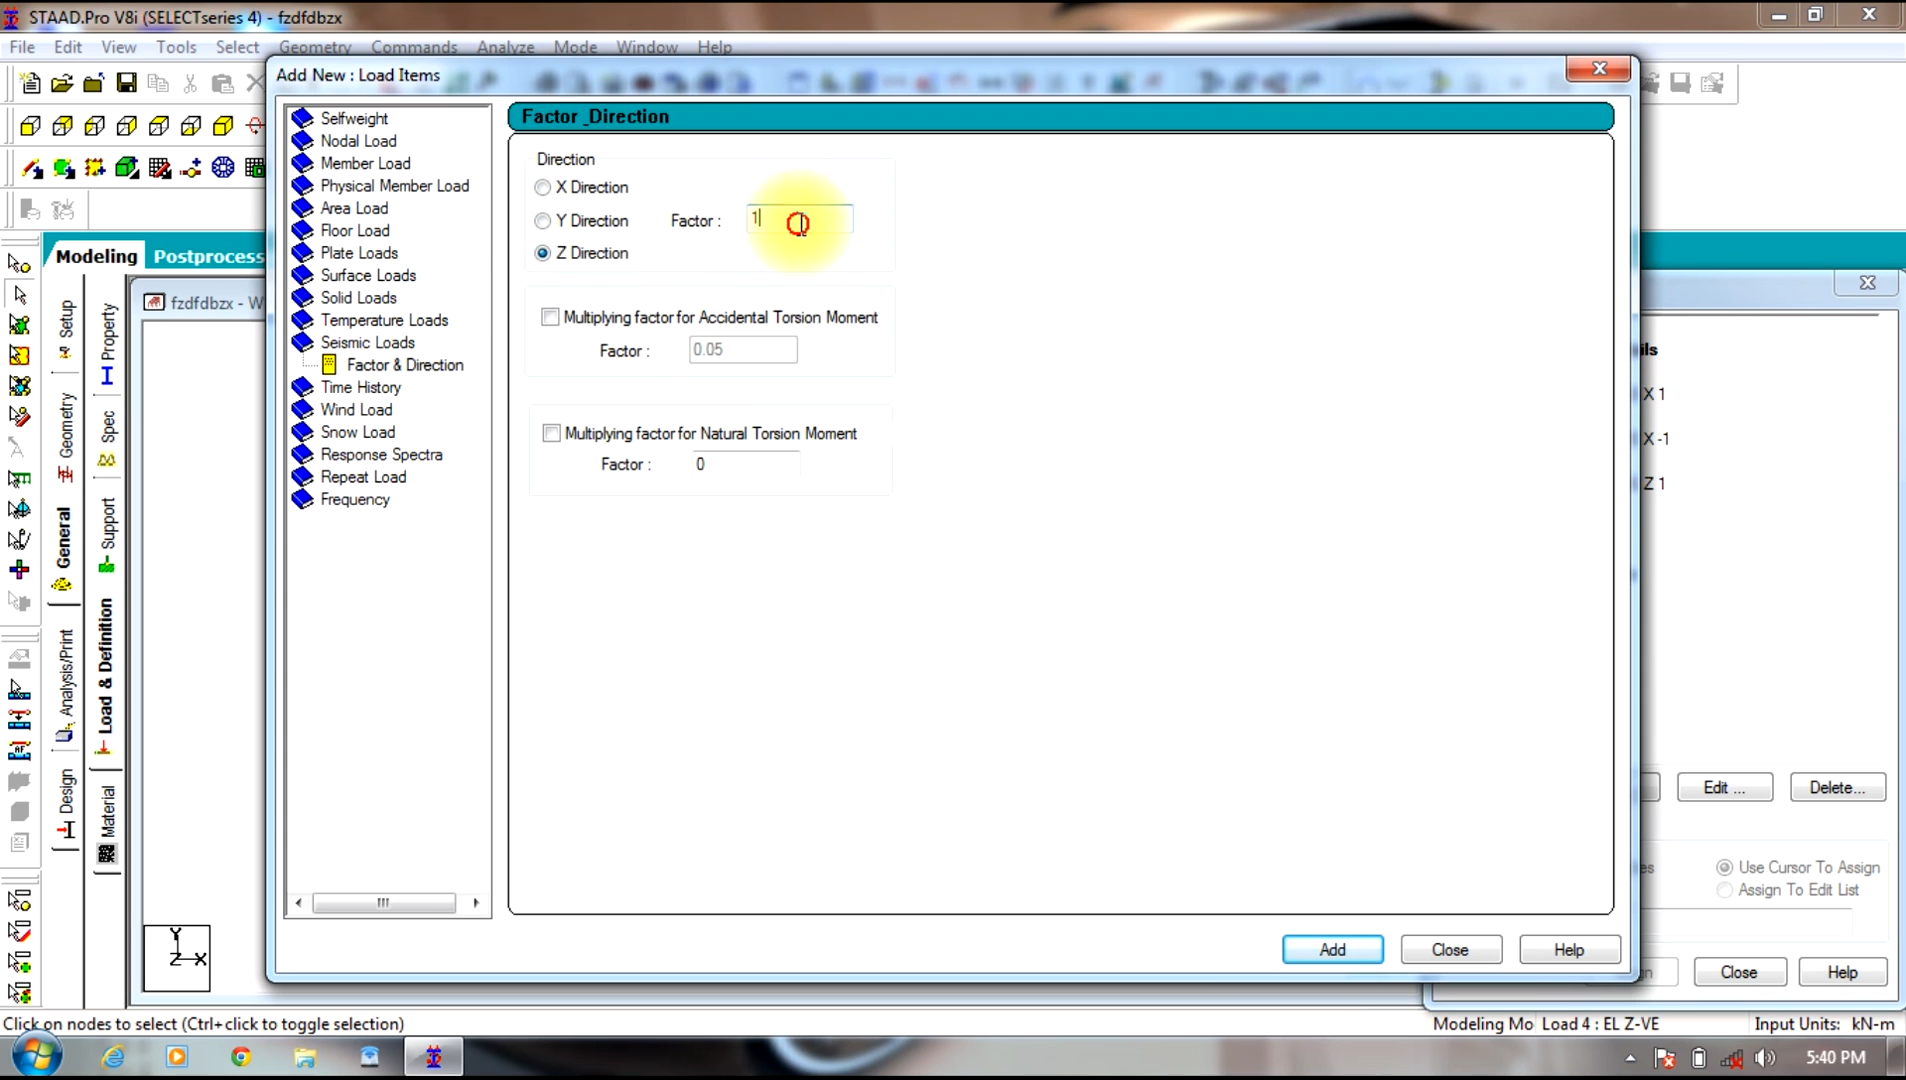 STAAD.Pro V8i (SELECTseries 4) - fzdfdbzx
File Edit View Tools Select Geometry Commands Analyze Mode Window Help
Add New : Load Items
Selfweight
Nodal Load
Member Load
Physical Member Load
Area Load
Floor Load
Plate Loads
Surface Loads
Solid Loads
Temperature Loads
Seismic Loads
Factor & Direction
Time History
Wind Load
Snow Load
Response Spectra
Repeat Load
Frequency
Factor _Direction
Direction
X Direction
Y Direction Factor : 1
Z Direction
Multiplying factor for Accidental Torsion Moment
Factor : 0.05
Multiplying factor for Natural Torsion Moment
Factor : 0
Add Close Help
Modeling Postprocess
fzdfdbzx - W
Setup
Geometry
General
Analysis/Print
Design
Property
Spec
Support
Load & Definition
Material
Y
Z X
ils
X 1
X -1
Z 1
Edit ... Delete...
es Use Cursor To Assign
Assign To Edit List
Close Help
Click on nodes to select (Ctrl+click to toggle selection) Modeling Mo Load 4 : EL Z-VE Input Units: kN-m
5:40 PM